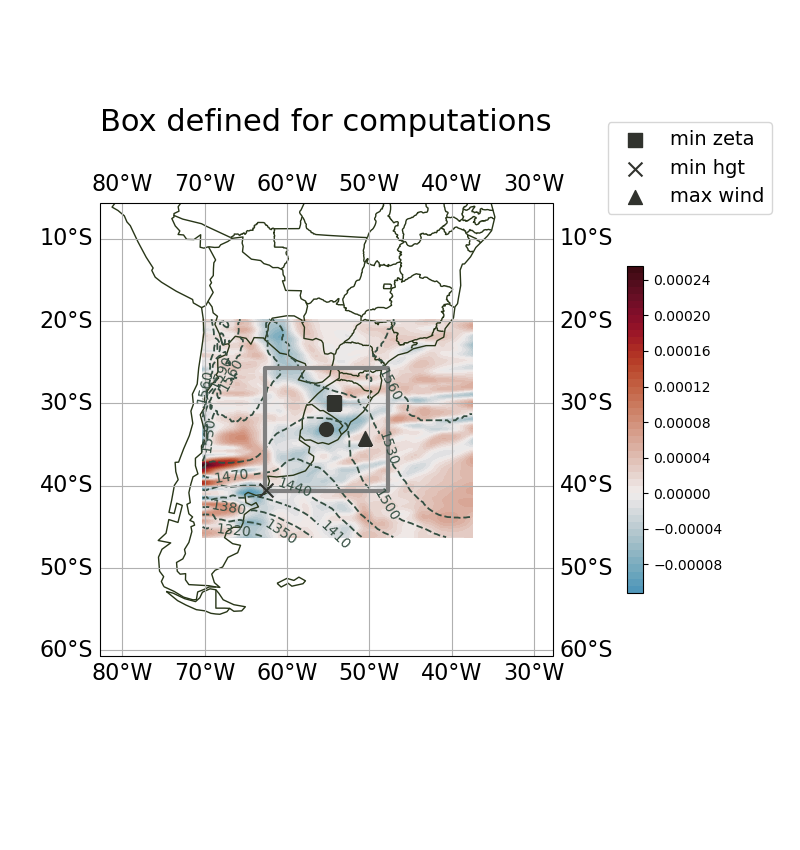 Box defined for computations
min zeta
min hgt
max wind
80°W 70°W 60°W 50°W 40°W 30°W
10°S 10°S
20°S 20°S
30°S 30°S
40°S 40°S
50°S 50°S
60°S 60°S
80°W 70°W 60°W 50°W 40°W 30°W
0.00024
0.00020
0.00016
0.00012
0.00008
0.00004
0.00000
−0.00004
−0.00008
1560
1560
1530
1470
1440
1500
1380
1320
1350
1410